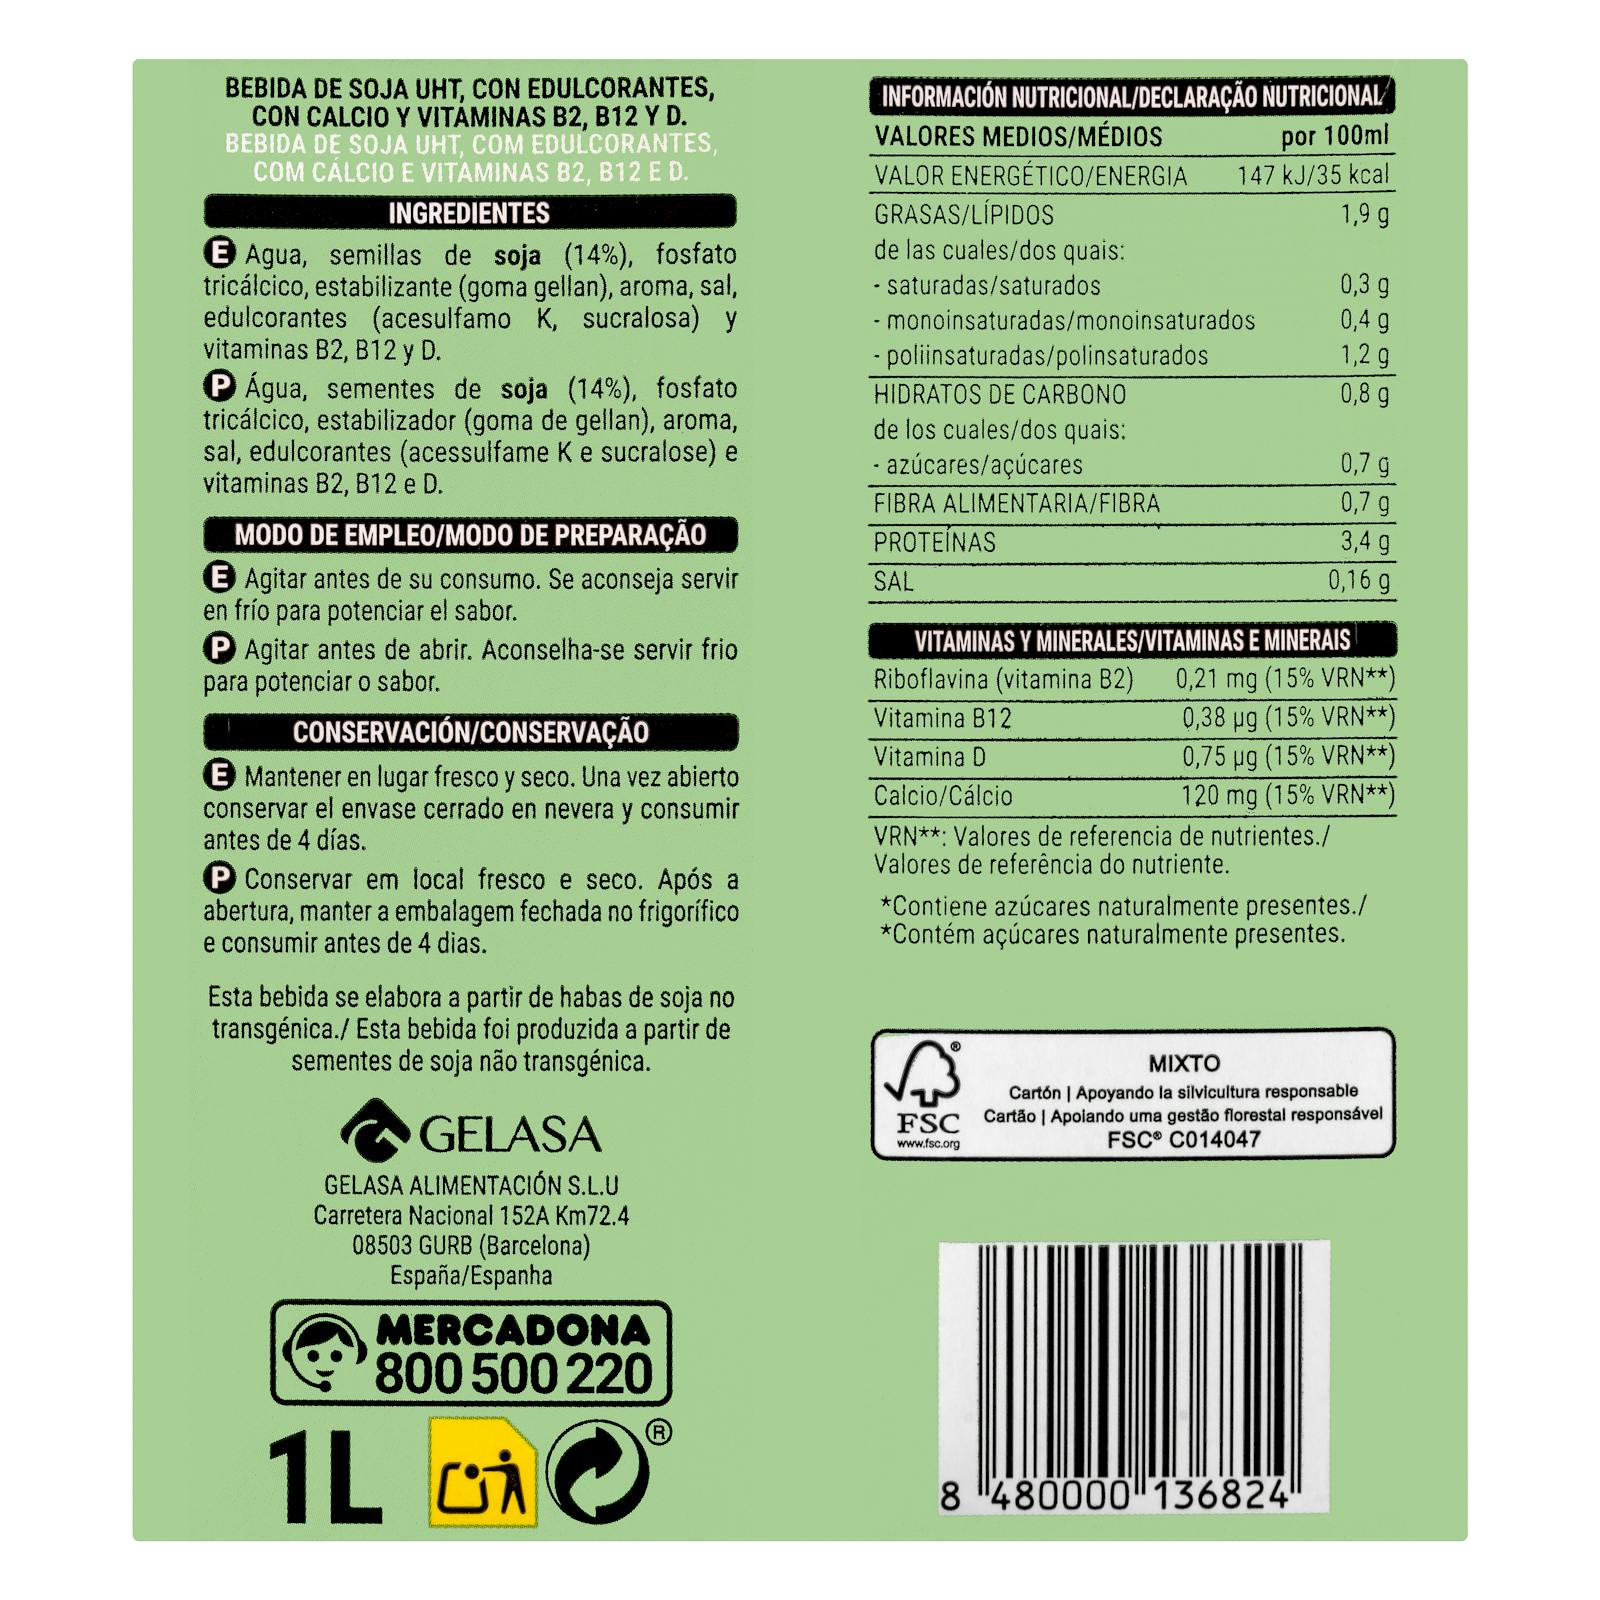 BEBIDA DE SOJA UHT, CON EDULCORANTES,
CON CALCIO Y VITAMINAS B2, B12 Y D.
BEBIDA DE SOJA UHT, COM EDULCORANTES,
COM CÁLCIO E VITAMINAS B2, B12 E D.
INGREDIENTES
E Agua, semillas de soja (14%), fosfato
tricálcico, estabilizante (goma gellan), aroma, sal,
edulcorantes (acesulfamo K, sucralosa) y
vitaminas B2, B12 y D.
P Água, sementes de soja (14%), fosfato
tricálcico, estabilizador (goma de gellan), aroma,
sal, edulcorantes (acessulfame K e sucralose) e
vitaminas B2, B12 e D.
MODO DE EMPLEO/MODO DE PREPARAÇÃO
E Agitar antes de su consumo. Se aconseja servir
en frío para potenciar el sabor.
P Agitar antes de abrir. Aconselha-se servir frio
para potenciar o sabor.
CONSERVACIÓN/CONSERVAÇÃO
E Mantener en lugar fresco y seco. Una vez abierto
conservar el envase cerrado en nevera y consumir
antes de 4 días.
P Conservar em local fresco e seco. Após a
abertura, manter a embalagem fechada no frigorífico
e consumir antes de 4 dias.
Esta bebida se elabora a partir de habas de soja no
transgénica./ Esta bebida foi produzida a partir de
sementes de soja não transgénica.
GELASA
GELASA ALIMENTACIÓN S.L.U
Carretera Nacional 152A Km72.4
08503 GURB (Barcelona)
España/Espanha
MERCADONA
800 500 220
1L
®
INFORMACIÓN NUTRICIONAL/DECLARAÇÃO NUTRICIONAL
VALORES MEDIOS/MÉDIOS por 100ml
VALOR ENERGÉTICO/ENERGIA 147 kJ/35 kcal
GRASAS/LÍPIDOS 1,9 g
de las cuales/dos quais:
- saturadas/saturados 0,3 g
- monoinsaturadas/monoinsaturados 0,4 g
- poliinsaturadas/polinsaturados 1,2 g
HIDRATOS DE CARBONO 0,8 g
de los cuales/dos quais:
- azúcares/açúcares 0,7 g
FIBRA ALIMENTARIA/FIBRA 0,7 g
PROTEÍNAS 3,4 g
SAL 0,16 g
VITAMINAS Y MINERALES/VITAMINAS E MINERAIS
Riboflavina (vitamina B2) 0,21 mg (15% VRN**)
Vitamina B12 0,38 µg (15% VRN**)
Vitamina D 0,75 µg (15% VRN**)
Calcio/Cálcio 120 mg (15% VRN**)
VRN**: Valores de referencia de nutrientes./
Valores de referência do nutriente.
*Contiene azúcares naturalmente presentes./
*Contém açúcares naturalmente presentes.
®
FSC
www.fsc.org
MIXTO
Cartón | Apoyando la silvicultura responsable
Cartão | Apoiando uma gestão florestal responsável
FSC® C014047
8 480000 136824